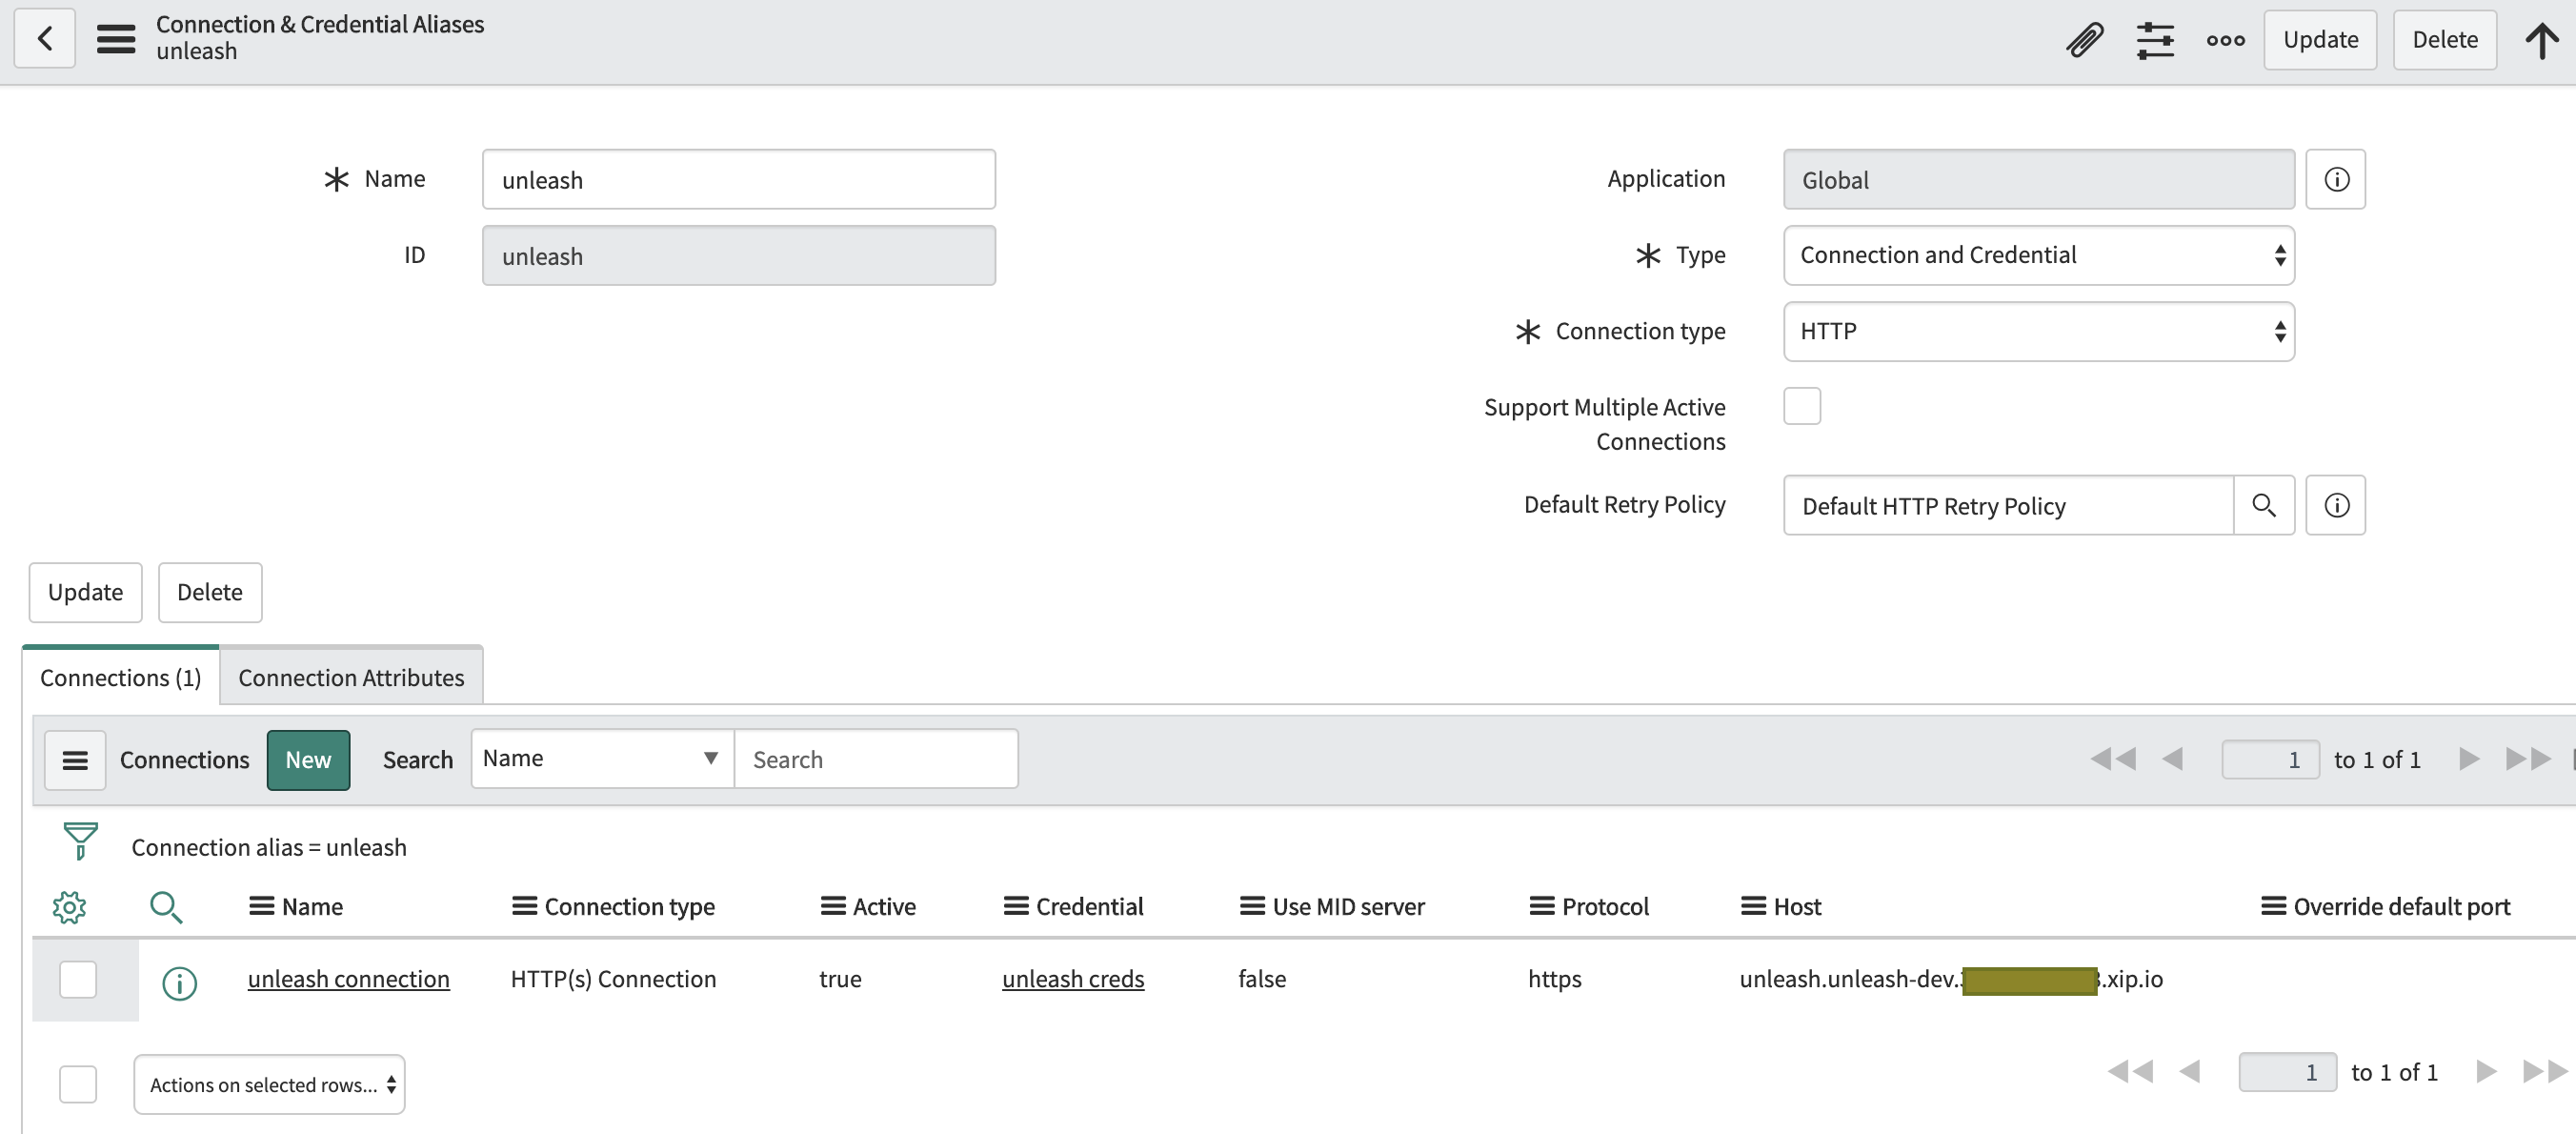 Connection & Credential Aliases
unleash
Update
Delete
Name
unleash
Application
Global
ID
unleash
Type
Connection and Credential
Connection type
HTTP
Support Multiple Active
Connections
Default Retry Policy
Default HTTP Retry Policy
Update
Delete
Connections (1)
Connection Attributes
Connections
New
Search
Name
Search
1
to 1 of 1
Connection alias = unleash
Name
Connection type
Active
Credential
Use MID server
Protocol
Host
Override default port
unleash connection
HTTP(s) Connection
true
unleash creds
false
https
unleash.unleash-dev.
.xip.io
Actions on selected rows...
1
to 1 of 1